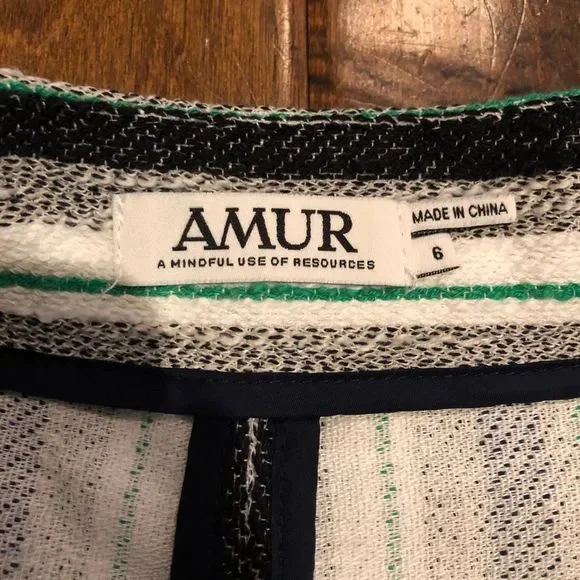 AMUR
A MINDFUL USE OF RESOURCES
MADE IN CHINA
6